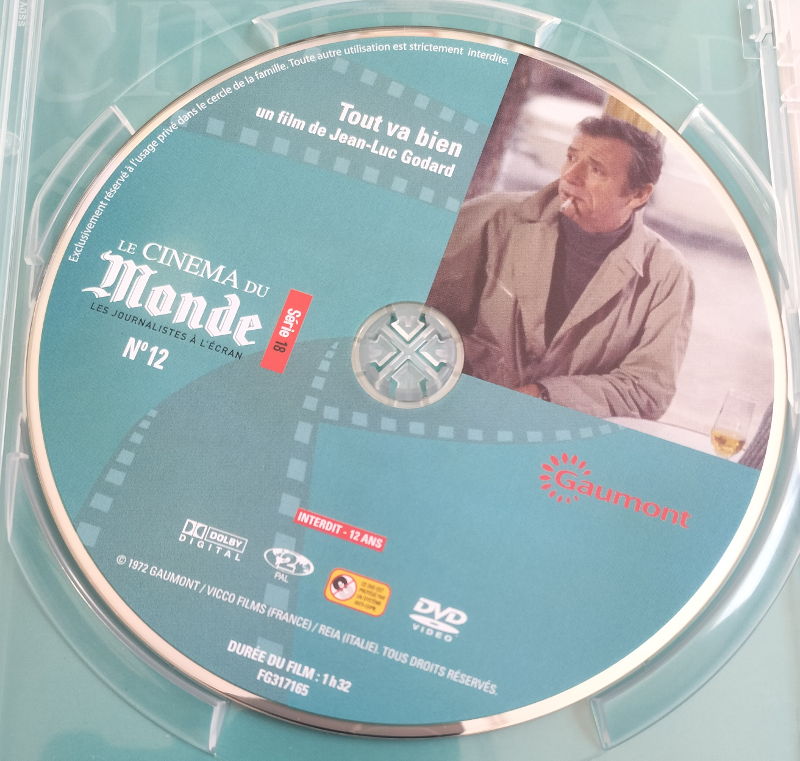 CINEMA D
Exclusivement réservé à l'usage privé dans le cercle de la famille. Toute autre utilisation est strictement interdite.
Tout va bien
un film de Jean-Luc Godard
LE CINEMA DU
Monde
LES JOURNALISTES À L'ÉCRAN
Série 18
N°12
Gaumont
INTERDIT - 12 ANS
DOLBY
DIGITAL
2
PAL
DVD
VIDEO
© 1972 GAUMONT / VICCO FILMS (FRANCE) / REIA (ITALIE). TOUS DROITS RÉSERVÉS.
DURÉE DU FILM : 1 h 32
FG317165